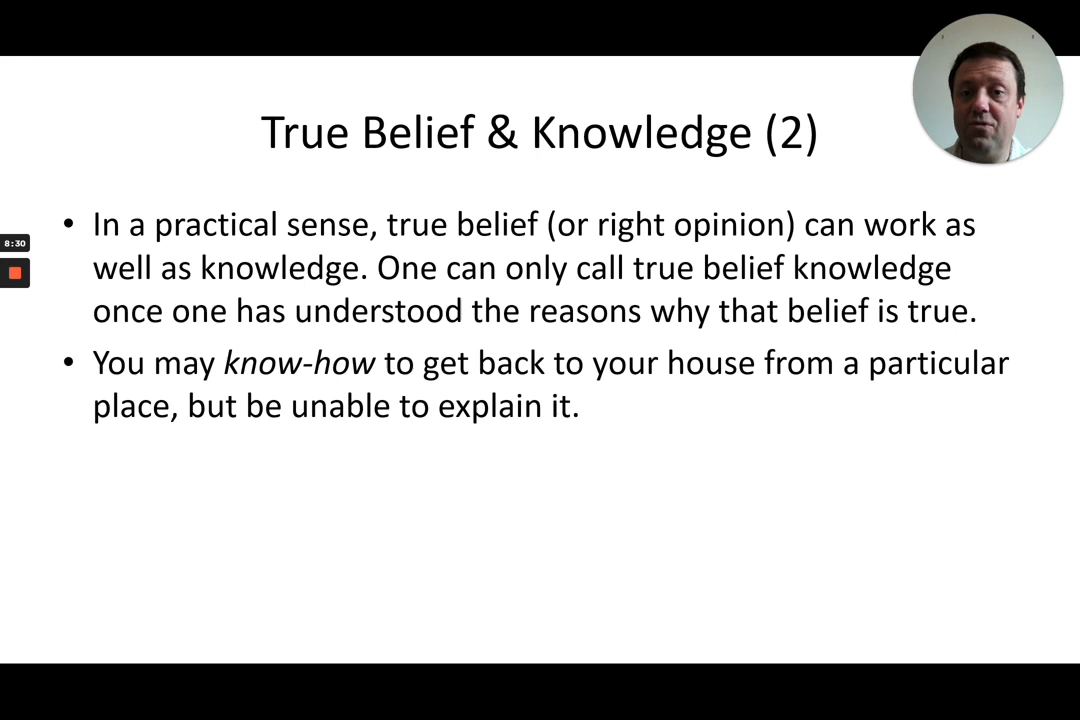 True Belief & Knowledge (2)
• In a practical sense, true belief (or right opinion) can work as
well as knowledge. One can only call true belief knowledge
once one has understood the reasons why that belief is true.
• You may know-how to get back to your house from a particular
place, but be unable to explain it.
8:30